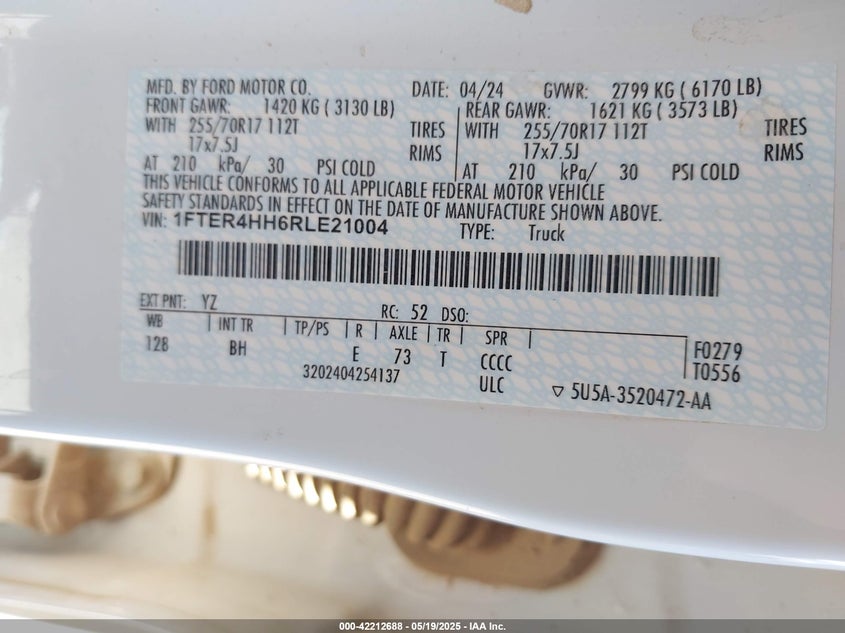 MFD. BY FORD MOTOR CO. DATE: 04/24 GVWR: 2799 KG ( 6170 LB)
FRONT GAWR: 1420 KG ( 3130 LB) REAR GAWR: 1621 KG ( 3573 LB)
WITH 255/70R17 112T TIRES WITH 255/70R17 112T TIRES
17x7.5J RIMS 17x7.5J RIMS
AT 210 kPa/ 30 PSI COLD AT 210 kPa/ 30 PSI COLD
THIS VEHICLE CONFORMS TO ALL APPLICABLE FEDERAL MOTOR VEHICLE
SAFETY STANDARDS IN EFFECT ON THE DATE OF MANUFACTURE SHOWN ABOVE.
VIN: 1FTER4HH6RLE21004 TYPE: Truck
EXT PNT: YZ RC: 52 DSO:
WB INT TR TP/PS R AXLE TR SPR
128 BH E 73 T CCCC F0279
3202404254137 ULC T0556
▽ 5U5A-3520472-AA
000-42212688 - 05/19/2025 - IAA Inc.